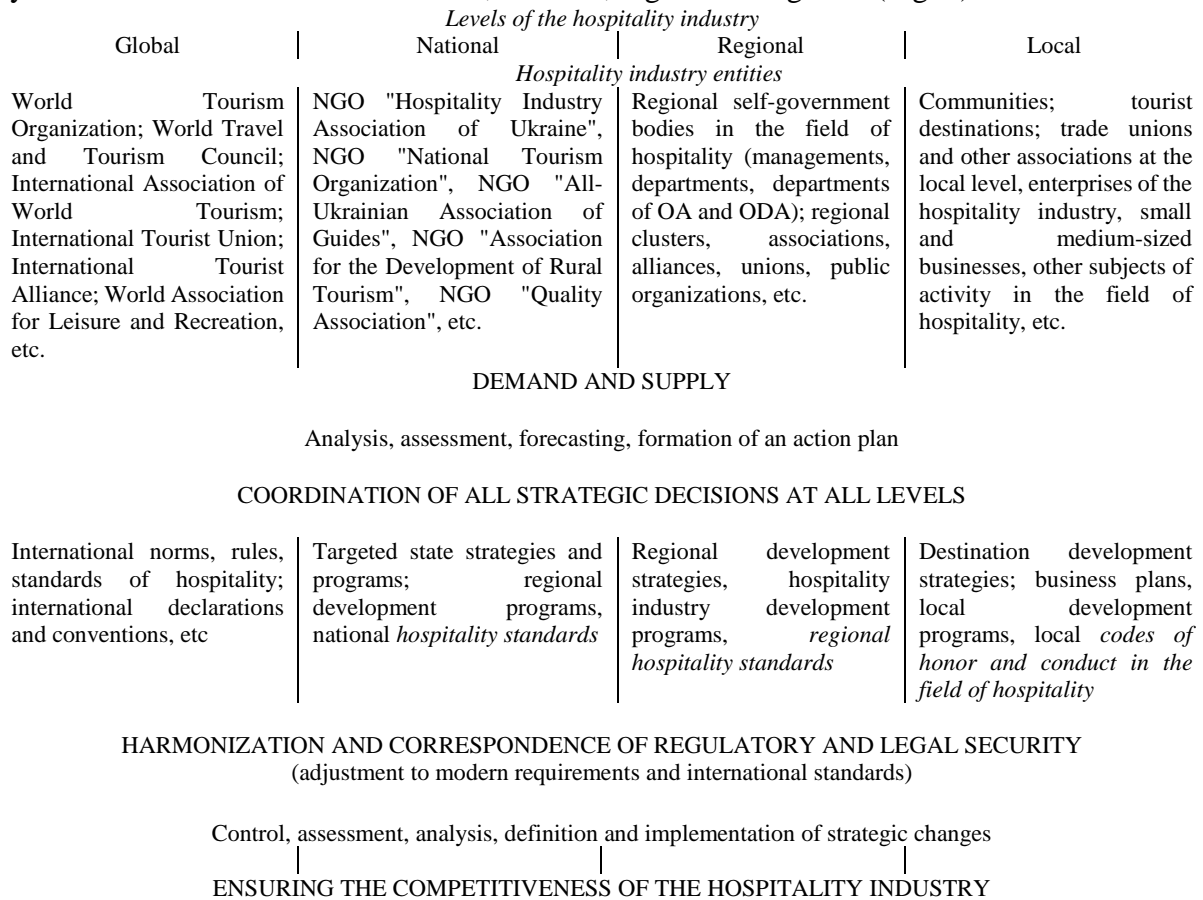 Levels of the hospitality industry
Global
National
Regional
Local
Hospitality industry entities
World Tourism
Organization; World Travel
and Tourism Council;
International Association of
World Tourism;
International Tourist Union;
International Tourist
Alliance; World Association
for Leisure and Recreation,
etc.
NGO "Hospitality Industry
Association of Ukraine",
NGO "National Tourism
Organization", NGO "All-
Ukrainian Association of
Guides", NGO "Association
for the Development of Rural
Tourism", NGO "Quality
Association", etc.
Regional self-government
bodies in the field of
hospitality (managements,
departments, departments
of OA and ODA); regional
clusters, associations,
alliances, unions, public
organizations, etc.
Communities; tourist
destinations; trade unions
and other associations at the
local level, enterprises of the
hospitality industry, small
and medium-sized
businesses, other subjects of
activity in the field of
hospitality, etc.
DEMAND AND SUPPLY
Analysis, assessment, forecasting, formation of an action plan
COORDINATION OF ALL STRATEGIC DECISIONS AT ALL LEVELS
International norms, rules,
standards of hospitality;
international declarations
and conventions, etc
Targeted state strategies and
programs; regional
development programs,
national hospitality standards
Regional development
strategies, hospitality
industry development
programs, regional
hospitality standards
Destination development
strategies; business plans,
local development
programs, local codes of
honor and conduct in the
field of hospitality
HARMONIZATION AND CORRESPONDENCE OF REGULATORY AND LEGAL SECURITY
(adjustment to modern requirements and international standards)
Control, assessment, analysis, definition and implementation of strategic changes
ENSURING THE COMPETITIVENESS OF THE HOSPITALITY INDUSTRY